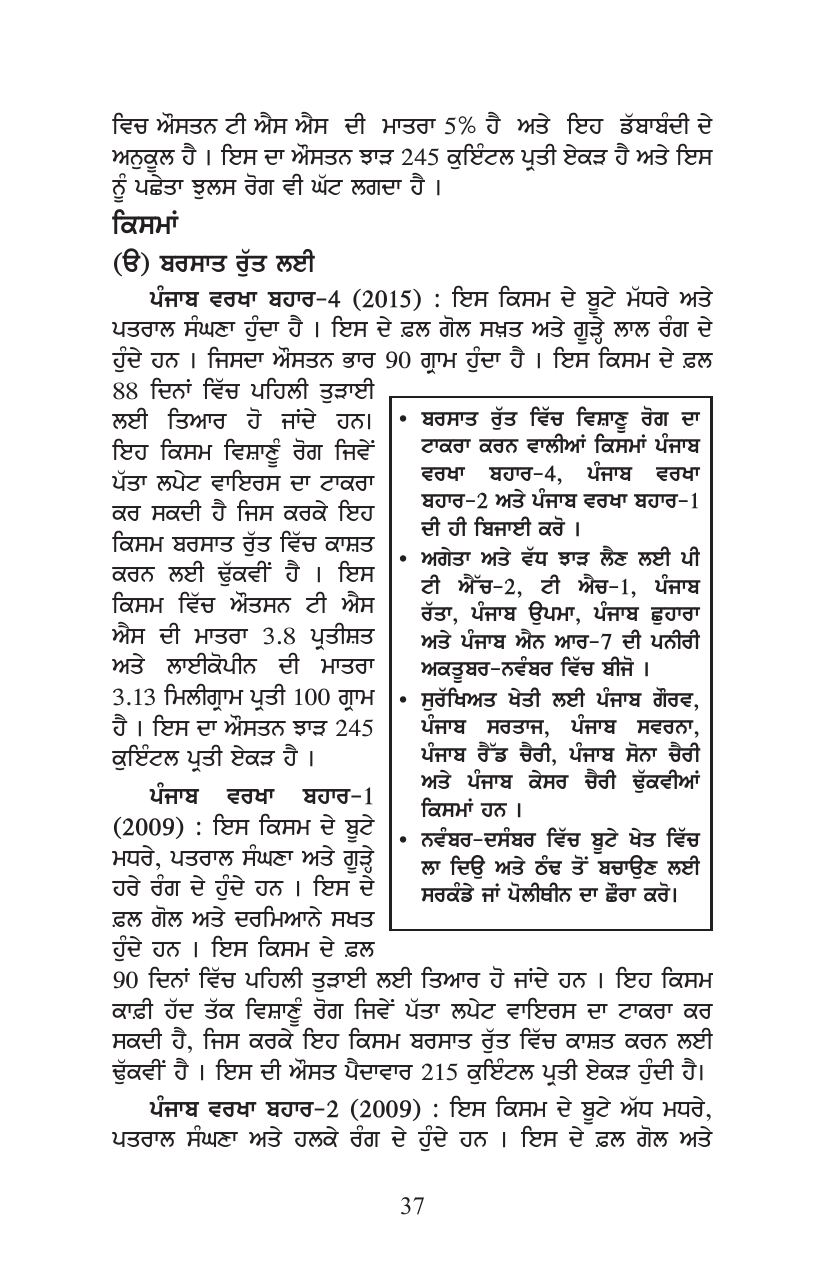 ਵਿਚ ਔਸਤਨ ਟੀ ਐਸ ਐਸ ਦੀ ਮਾਤਰਾ 5% ਹੈ ਅਤੇ ਇਹ ਡੱਬਾਬੰਦੀ ਦੇ
ਅਨੁਕੂਲ ਹੈ । ਇਸ ਦਾ ਔਸਤਨ ਝਾੜ 245 ਕੁਇੰਟਲ ਪ੍ਰਤੀ ਏਕੜ ਹੈ ਅਤੇ ਇਸ
ਨੂੰ ਪਛੇਤਾ ਝੁਲਸ ਰੋਗ ਵੀ ਘੱਟ ਲਗਦਾ ਹੈ ।
ਕਿਸਮਾਂ
(ੳ) ਬਰਸਾਤ ਰੁੱਤ ਲਈ
ਪੰਜਾਬ ਵਰਖਾ ਬਹਾਰ-4 (2015) : ਇਸ ਕਿਸਮ ਦੇ ਬੂਟੇ ਮੱਧਰੇ ਅਤੇ
ਪਤਰਾਲ ਸੰਘਣਾ ਹੁੰਦਾ ਹੈ । ਇਸ ਦੇ ਫ਼ਲ ਗੋਲ ਸਖ਼ਤ ਅਤੇ ਗੂੜ੍ਹੇ ਲਾਲ ਰੰਗ ਦੇ
ਹੁੰਦੇ ਹਨ । ਜਿਸਦਾ ਔਸਤਨ ਭਾਰ 90 ਗ੍ਰਾਮ ਹੁੰਦਾ ਹੈ । ਇਸ ਕਿਸਮ ਦੇ ਫ਼ਲ
88 ਦਿਨਾਂ ਵਿੱਚ ਪਹਿਲੀ ਤੁੜਾਈ
ਲਈ ਤਿਆਰ ਹੋ ਜਾਂਦੇ ਹਨ।
ਇਹ ਕਿਸਮ ਵਿਸ਼ਾਣੂੰ ਰੋਗ ਜਿਵੇਂ
ਪੱਤਾ ਲਪੇਟ ਵਾਇਰਸ ਦਾ ਟਾਕਰਾ
ਕਰ ਸਕਦੀ ਹੈ ਜਿਸ ਕਰਕੇ ਇਹ
ਕਿਸਮ ਬਰਸਾਤ ਰੁੱਤ ਵਿੱਚ ਕਾਸ਼ਤ
ਕਰਨ ਲਈ ਢੁੱਕਵੀਂ ਹੈ । ਇਸ
ਕਿਸਮ ਵਿੱਚ ਔਤਸਨ ਟੀ ਐਸ
ਐਸ ਦੀ ਮਾਤਰਾ 3.8 ਪ੍ਰਤੀਸ਼ਤ
ਅਤੇ ਲਾਈਕੋਪੀਨ ਦੀ ਮਾਤਰਾ
3.13 ਮਿਲੀਗ੍ਰਾਮ ਪ੍ਰਤੀ 100 ਗ੍ਰਾਮ
ਹੈ । ਇਸ ਦਾ ਔਸਤਨ ਝਾੜ 245
ਕੁਇੰਟਲ ਪ੍ਰਤੀ ਏਕੜ ਹੈ ।
ਪੰਜਾਬ ਵਰਖਾ ਬਹਾਰ-1
(2009) : ਇਸ ਕਿਸਮ ਦੇ ਬੂਟੇ
ਮਧਰੇ, ਪਤਰਾਲ ਸੰਘਣਾ ਅਤੇ ਗੂੜ੍ਹੇ
ਹਰੇ ਰੰਗ ਦੇ ਹੁੰਦੇ ਹਨ । ਇਸ ਦੇ
ਫ਼ਲ ਗੋਲ ਅਤੇ ਦਰਮਿਆਨੇ ਸਖਤ
ਹੁੰਦੇ ਹਨ । ਇਸ ਕਿਸਮ ਦੇ ਫ਼ਲ
• ਬਰਸਾਤ ਰੁੱਤ ਵਿੱਚ ਵਿਸ਼ਾਣੂ ਰੋਗ ਦਾ
ਟਾਕਰਾ ਕਰਨ ਵਾਲੀਆਂ ਕਿਸਮਾਂ ਪੰਜਾਬ
ਵਰਖਾ ਬਹਾਰ-4, ਪੰਜਾਬ ਵਰਖਾ
ਬਹਾਰ-2 ਅਤੇ ਪੰਜਾਬ ਵਰਖਾ ਬਹਾਰ-1
ਦੀ ਹੀ ਬਿਜਾਈ ਕਰੋ ।
• ਅਗੇਤਾ ਅਤੇ ਵੱਧ ਝਾੜ ਲੈਣ ਲਈ ਪੀ
ਟੀ ਐੱਚ-2, ਟੀ ਐਚ-1, ਪੰਜਾਬ
ਰੱਤਾ, ਪੰਜਾਬ ਉਪਮਾ, ਪੰਜਾਬ ਛੁਹਾਰਾ
ਅਤੇ ਪੰਜਾਬ ਐਨ ਆਰ-7 ਦੀ ਪਨੀਰੀ
ਅਕਤੂਬਰ-ਨਵੰਬਰ ਵਿੱਚ ਬੀਜੋ ।
• ਸੁਰੱਖਿਅਤ ਖੇਤੀ ਲਈ ਪੰਜਾਬ ਗੌਰਵ,
ਪੰਜਾਬ ਸਰਤਾਜ, ਪੰਜਾਬ ਸਵਰਨਾ,
ਪੰਜਾਬ ਰੈੱਡ ਚੈਰੀ, ਪੰਜਾਬ ਸੋਨਾ ਚੈਰੀ
ਅਤੇ ਪੰਜਾਬ ਕੇਸਰ ਚੈਰੀ ਢੁੱਕਵੀਆਂ
ਕਿਸਮਾਂ ਹਨ ।
• ਨਵੰਬਰ-ਦਸੰਬਰ ਵਿੱਚ ਬੂਟੇ ਖੇਤ ਵਿੱਚ
ਲਾ ਦਿਉ ਅਤੇ ਠੰਢ ਤੋਂ ਬਚਾਉਣ ਲਈ
ਸਰਕੰਡੇ ਜਾਂ ਪੋਲੀਥੀਨ ਦਾ ਛੌਰਾ ਕਰੋ।
90 ਦਿਨਾਂ ਵਿੱਚ ਪਹਿਲੀ ਤੁੜਾਈ ਲਈ ਤਿਆਰ ਹੋ ਜਾਂਦੇ ਹਨ । ਇਹ ਕਿਸਮ
ਕਾਫ਼ੀ ਹੱਦ ਤੱਕ ਵਿਸ਼ਾਣੂੰ ਰੋਗ ਜਿਵੇਂ ਪੱਤਾ ਲਪੇਟ ਵਾਇਰਸ ਦਾ ਟਾਕਰਾ ਕਰ
ਸਕਦੀ ਹੈ, ਜਿਸ ਕਰਕੇ ਇਹ ਕਿਸਮ ਬਰਸਾਤ ਰੁੱਤ ਵਿੱਚ ਕਾਸ਼ਤ ਕਰਨ ਲਈ
ਢੁੱਕਵੀਂ ਹੈ । ਇਸ ਦੀ ਔਸਤ ਪੈਦਾਵਾਰ 215 ਕੁਇੰਟਲ ਪ੍ਰਤੀ ਏਕੜ ਹੁੰਦੀ ਹੈ।
ਪੰਜਾਬ ਵਰਖਾ ਬਹਾਰ-2 (2009) : ਇਸ ਕਿਸਮ ਦੇ ਬੂਟੇ ਅੱਧ ਮਧਰੇ,
ਪਤਰਾਲ ਸੰਘਣਾ ਅਤੇ ਹਲਕੇ ਰੰਗ ਦੇ ਹੁੰਦੇ ਹਨ । ਇਸ ਦੇ ਫ਼ਲ ਗੋਲ ਅਤੇ
37